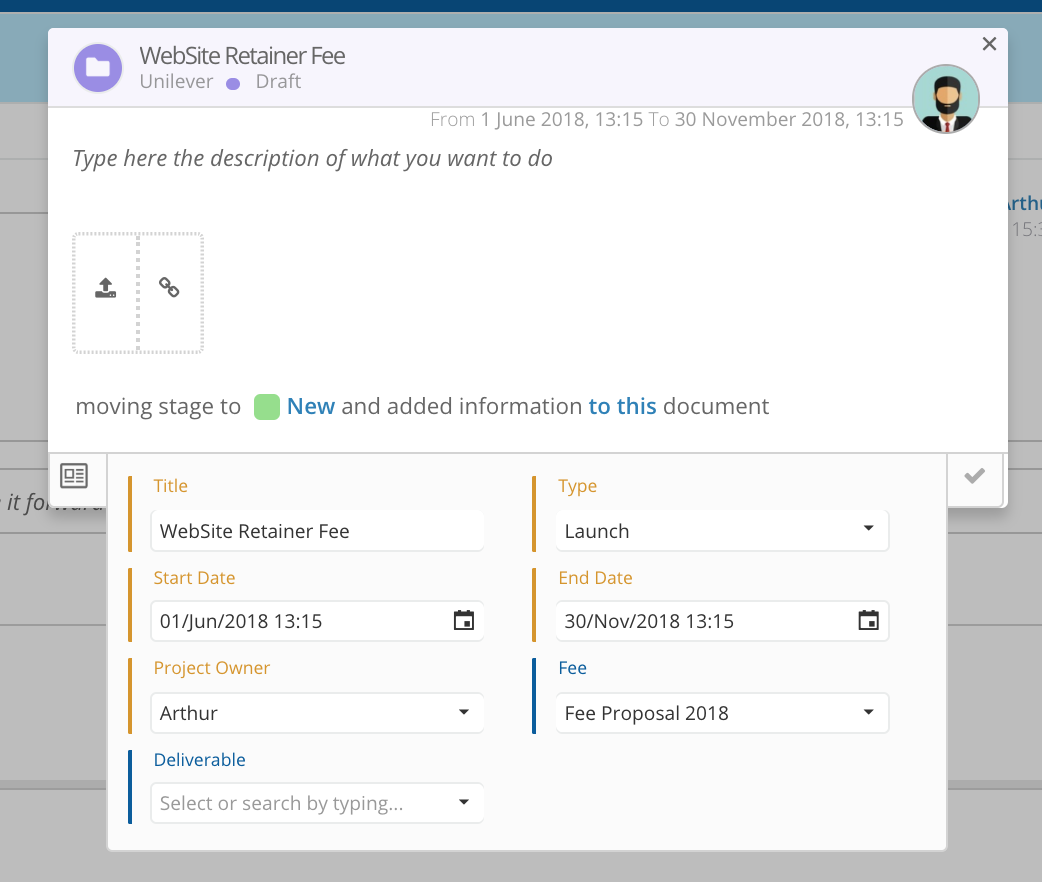 WebSite Retainer Fee
Unilever Draft
From 1 June 2018, 13:15 To 30 November 2018, 13:15
Type here the description of what you want to do
15:3
moving stage to New and added information to this document
it forward
Title
WebSite Retainer Fee
Type
Launch
Start Date
01/Jun/2018 13:15
End Date
30/Nov/2018 13:15
Project Owner
Arthur
Fee
Fee Proposal 2018
Deliverable
Select or search by typing...